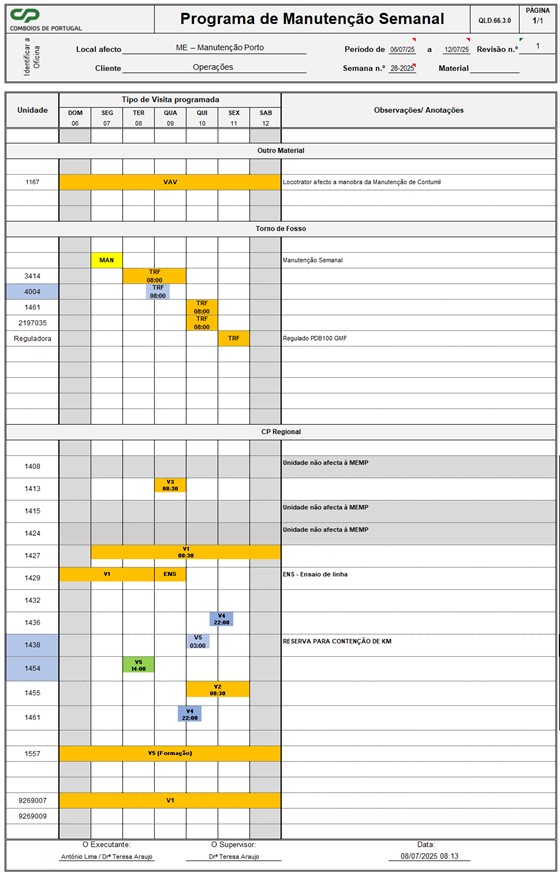 COMBOIOS DE PORTUGAL
Programa de Manutenção Semanal
QLD.66.3.0
PÁGINA
1/1
Identificar a Oficina
Local afecto ME – Manutenção Porto
Período de 06/07/25 a 12/07/25 Revisão n.º 1
Cliente Operações
Semana n.º 28-2025 Material
Unidade
Tipo de Visita programada
Observações/ Anotações
DOM SEG TER QUA QUI SEX SAB
06 07 08 09 10 11 12
Outro Material
1167 VAV Locotrator afecto a manobra da Manutenção de Contumil
Torno de Fosso
MAN Manutenção Semanal
3414 TRF 08:00
4004 TRF 08:00
1461 TRF 08:00
2197035 TRF 08:00
Reguladora TRF Regulado PDB100 GMF
CP Regional
1408 Unidade não afecta à MEMP
1413 V3 08:30
1415 Unidade não afecta à MEMP
1424 Unidade não afecta à MEMP
1427 V1 08:30
1429 V1 ENS ENS - Ensaio de linha
1432
1436 V4 22:00
1438 V5 03:00 RESERVA PARA CONTENÇÃO DE KM
1454 V5 14:00
1455 V2 08:30
1461 V4 22:00
1557 V5 (Formação)
9269007 V1
9269009
O Executante: O Supervisor: Data:
António Lima / Drª Teresa Araujo Drª Teresa Araujo 08/07/2025 08:13